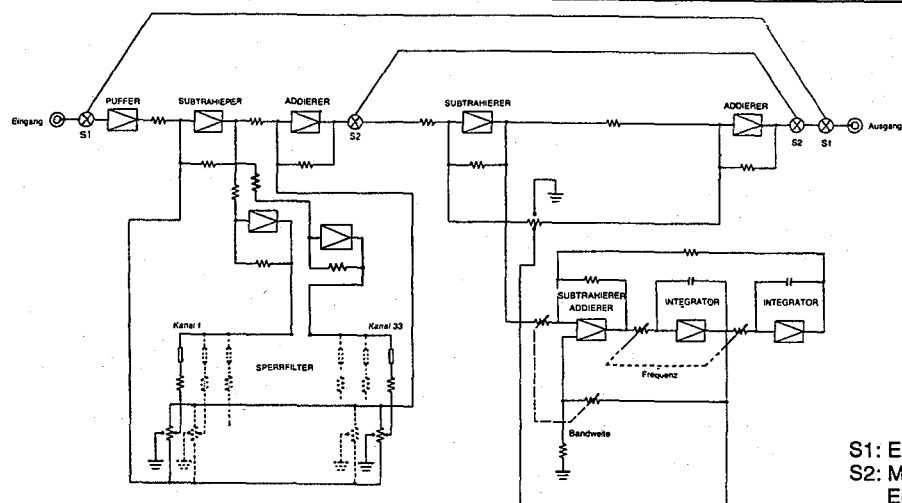 Eingang
S1
PUFFER
SUBTRAHIEPER
ADDIERER
S2
SUBTRAHIERER
ADDIERER
S2
S1
Ausgang
Kanal 1
Kanal 33
SPERRFILTER
SUBTRAHIERER
ADDIERER
INTEGRATOR
INTEGRATOR
Frequenz
Bandweite
S1: E
S2: M
E